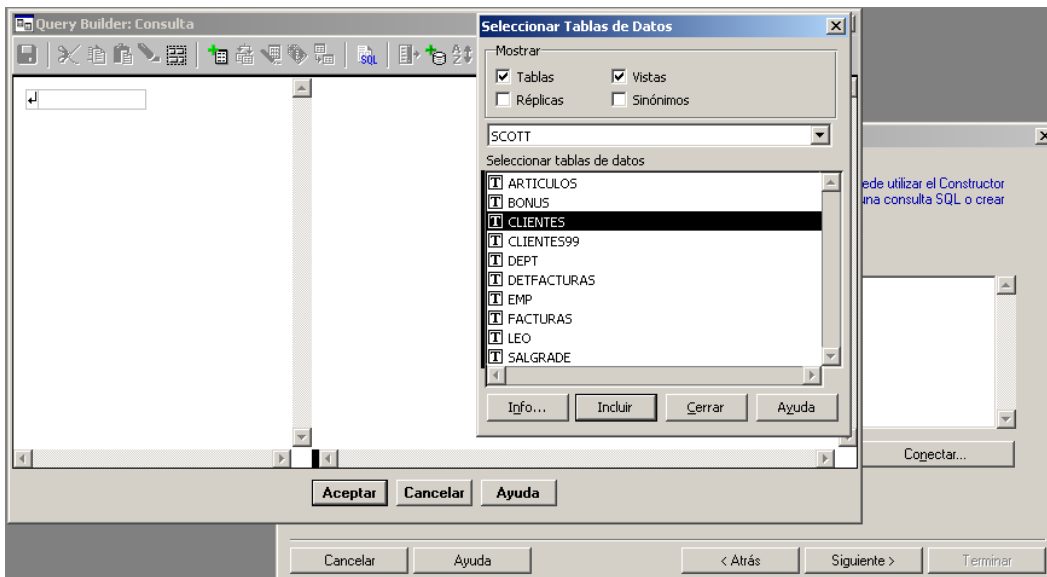 Query Builder: Consulta
SQL
Seleccionar Tablas de Datos
Mostrar
Tablas
Vistas
Réplicas
Sinónimos
SCOTT
Seleccionar tablas de datos
ARTICULOS
BONUS
CLIENTES
CLIENTES99
DEPT
DETFACTURAS
EMP
FACTURAS
LEO
SALGRADE
Info...
Incluir
Cerrar
Ayuda
ede utilizar el Constructor
una consulta SQL o crear
Conectar...
Aceptar
Cancelar
Ayuda
Cancelar
Ayuda
< Atrás
Siguiente >
Terminar